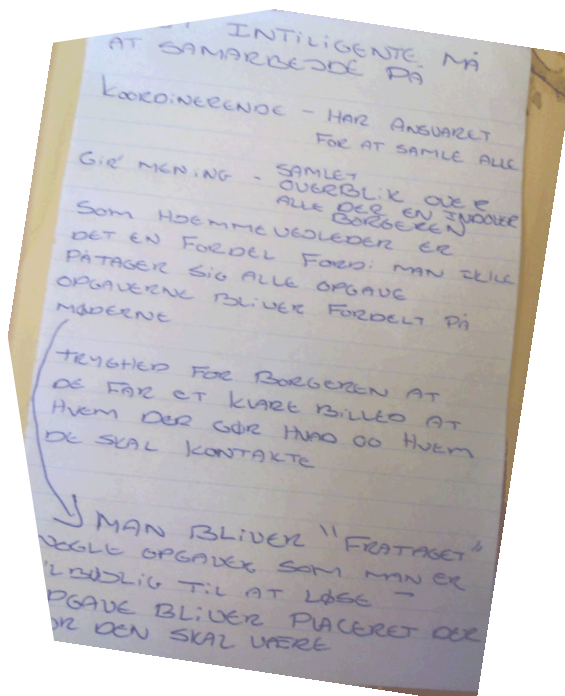 INTILIGENTE MÅ
AT SAMARBEJDE PÅ
KOORDINERENDE - HAR ANSVARET
FOR AT SAMLE ALLE
GIR' MENING - SAMLET
OVERBLIK OVER
ALLE DER EN INDOVER
BORGEREN
SOM HJEMMEVEJLEDER ER
DET EN FORDEL FORDI MAN IKKE
PÅTAGER SIG ALLE OPGAVE
OPGAVERNE BLIVER FORDELT PÅ
MØDERNE
TRYGHED FOR BORGEREN AT
DE FÅR ET KLARE BILLED AT
HVEM DER GØR HVAD OG HVEM
DE SKAL KONTAKTE
MAN BLIVER "FRATAGET"
NOGLE OPGAVER SOM MAN ER
TIL AT LØSE -
OPGAVE BLIVER PLACERET DER
DEN SKAL VÆRE